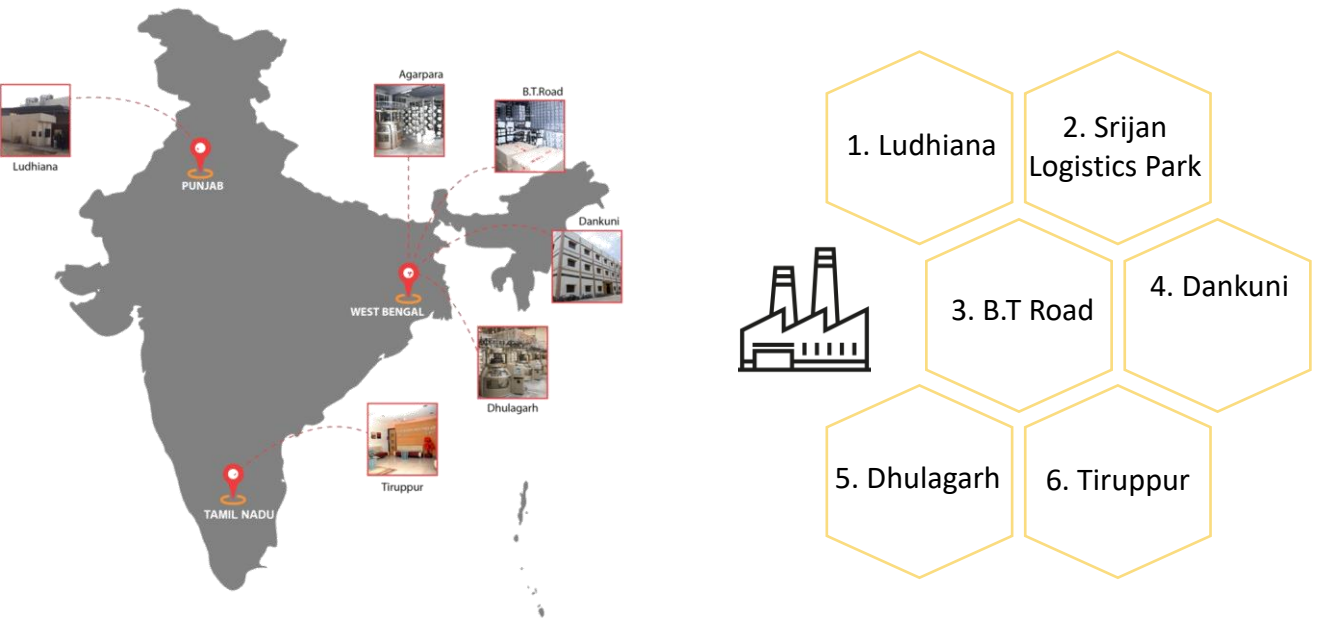 Agarpara
B.T.Road
Ludhiana
PUNJAB
Dankuni
WEST BENGAL
Dhulagarh
Tiruppur
TAMIL NADU
1. Ludhiana
2. Srijan
Logistics Park
3. B.T Road
4. Dankuni
5. Dhulagarh
6. Tiruppur